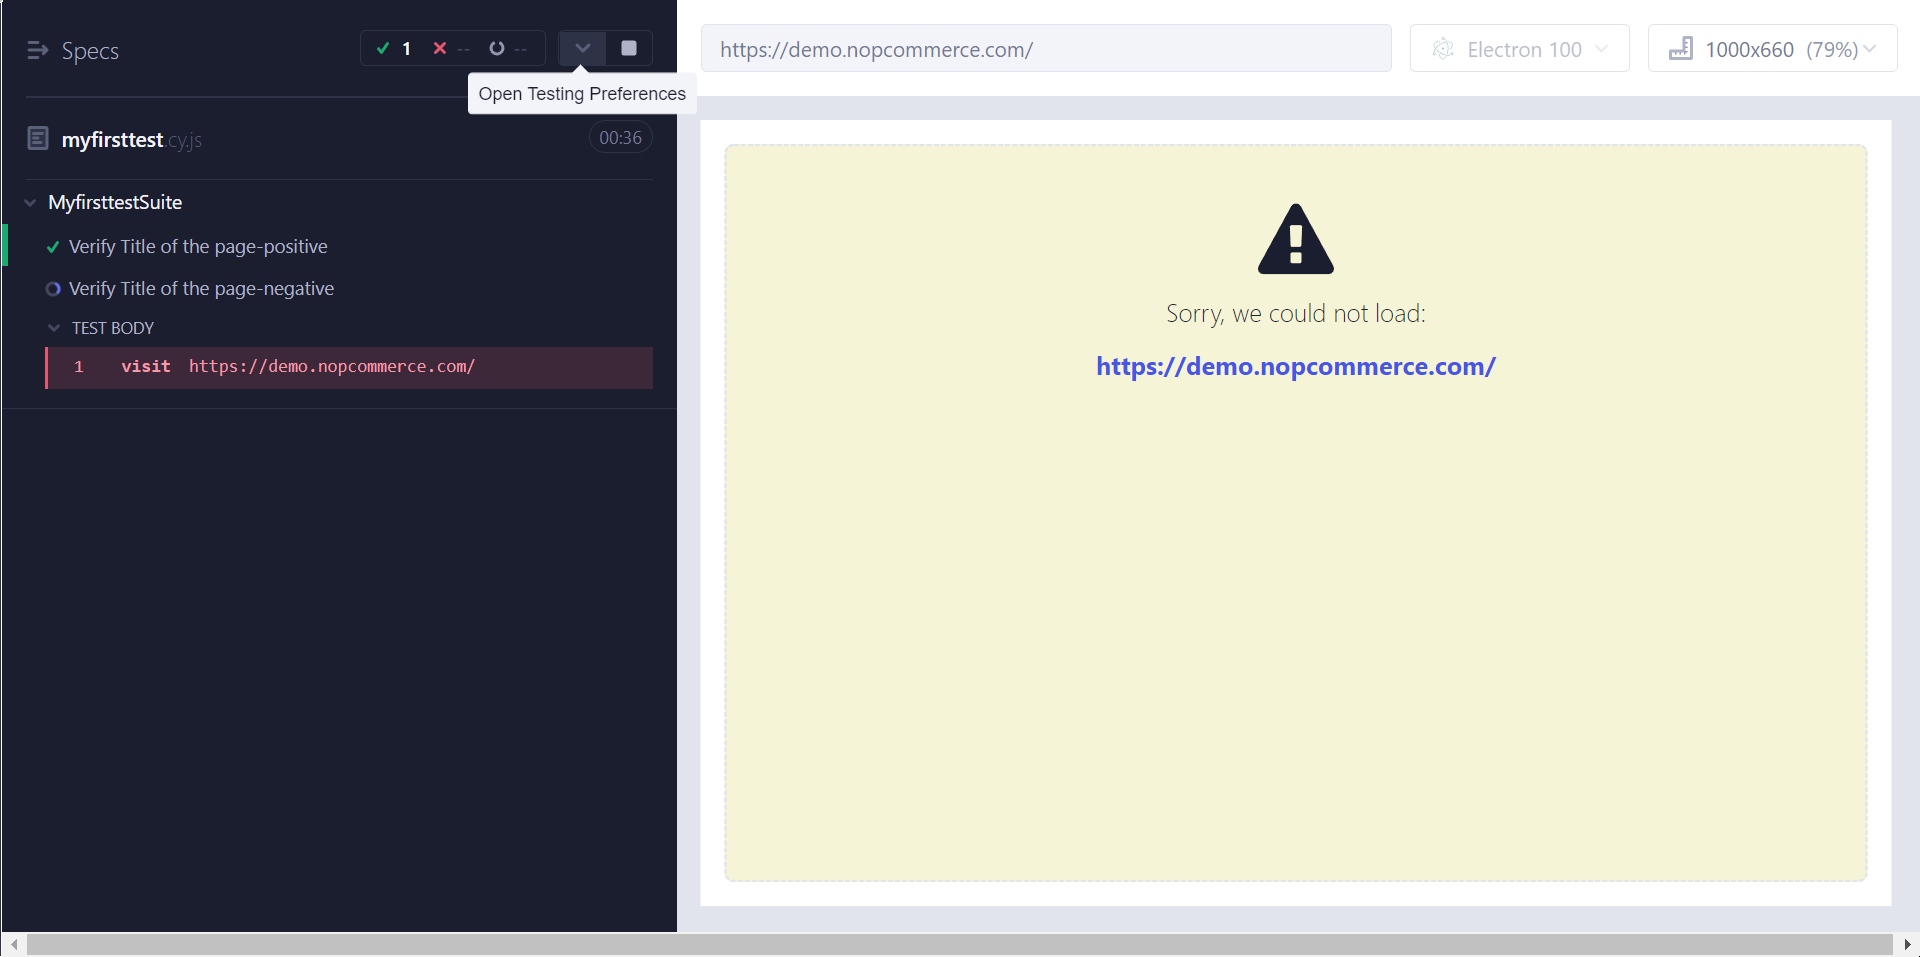 Specs
1 -- --
Open Testing Preferences
myfirsttest.cy.js
00:36
MyfirsttestSuite
Verify Title of the page-positive
Verify Title of the page-negative
TEST BODY
1 visit https://demo.nopcommerce.com/
https://demo.nopcommerce.com/
Electron 100
1000x660 (79%)
Sorry, we could not load:
https://demo.nopcommerce.com/